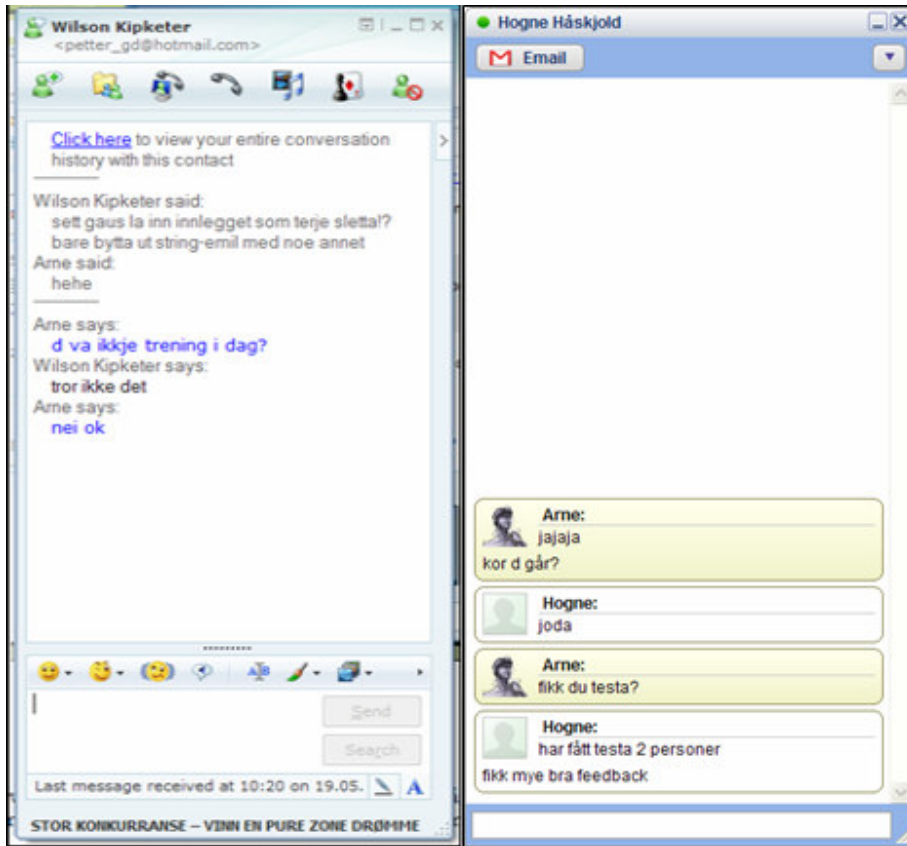 Wilson Kipketer
<petter_gd@hotmail.com>
Click here to view your entire conversation
history with this contact
Wilson Kipketer said:
sett gaus la inn innlegget som terje sletta!?
bare bytta ut string-emil med noe annet
Arne said:
hehe
Arne says:
d va ikkje trening i dag?
Wilson Kipketer says:
tror ikke det
Arne says:
nei ok
Send
Search
Last message received at 10:20 on 19.05.
STOR KONKURRANSE – VINN EN PURE ZONE DRØMME
Hogne Håskjold
Email
Arne:
jajaja
kor d går?
Hogne:
joda
Arne:
fikk du testa?
Hogne:
har fått testa 2 personer
fikk mye bra feedback